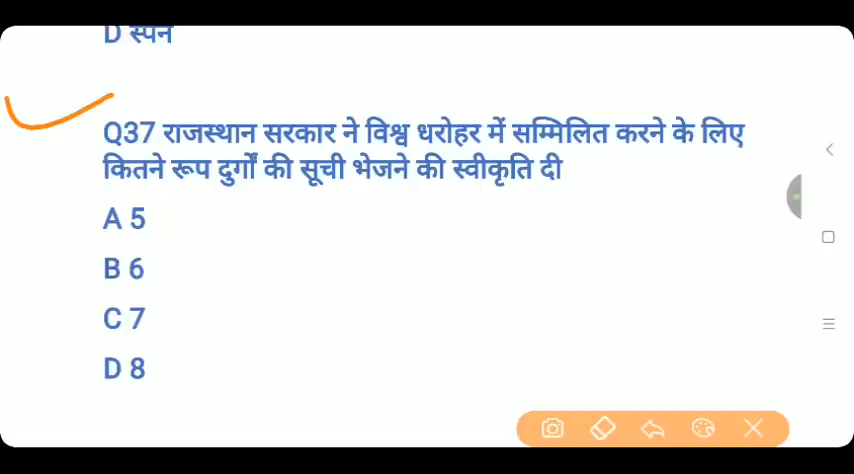 D स्पेन
Q37 राजस्थान सरकार ने विश्व धरोहर में सम्मिलित करने के लिए
कितने रूप दुर्गों की सूची भेजने की स्वीकृति दी
A 5
B 6
C 7
D 8